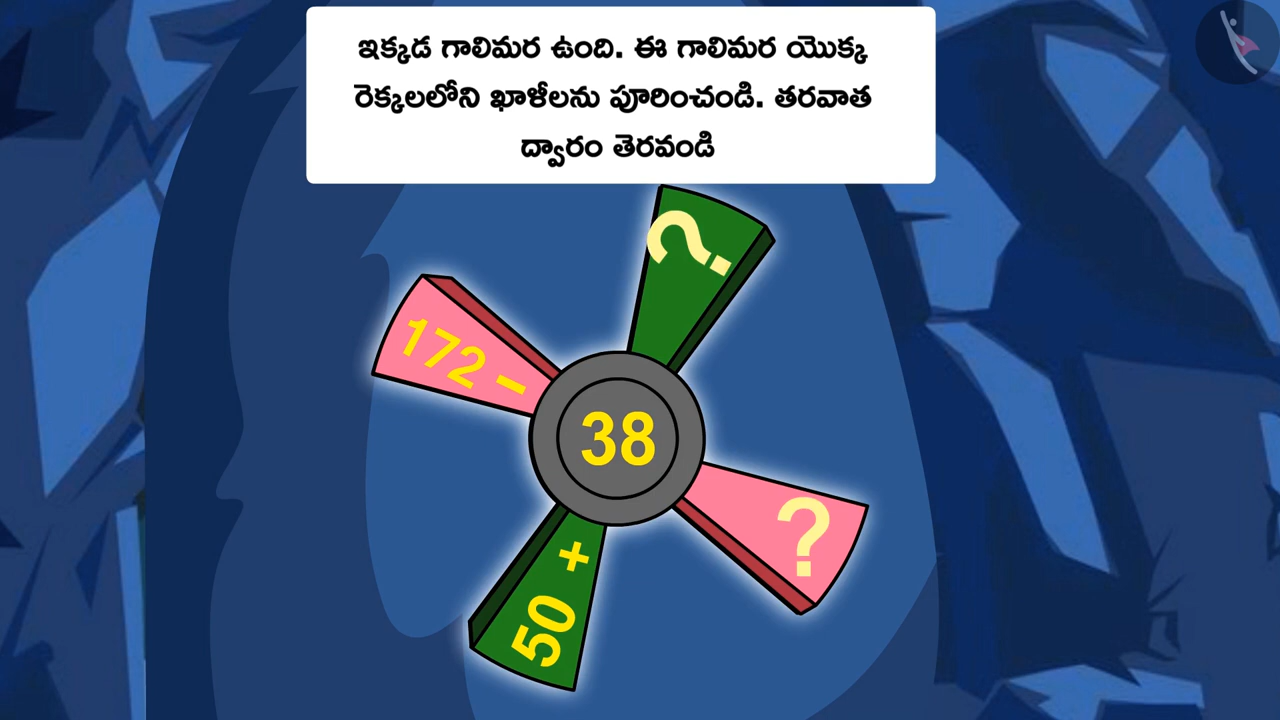 ఇక్కడ గాలిమర ఉంది. ఈ గాలిమర యొక్క
రెక్కలలోని ఖాళీలను పూరించండి. తరవాత
ద్వారం తెరవండి
?
172 -
38
?
50 +